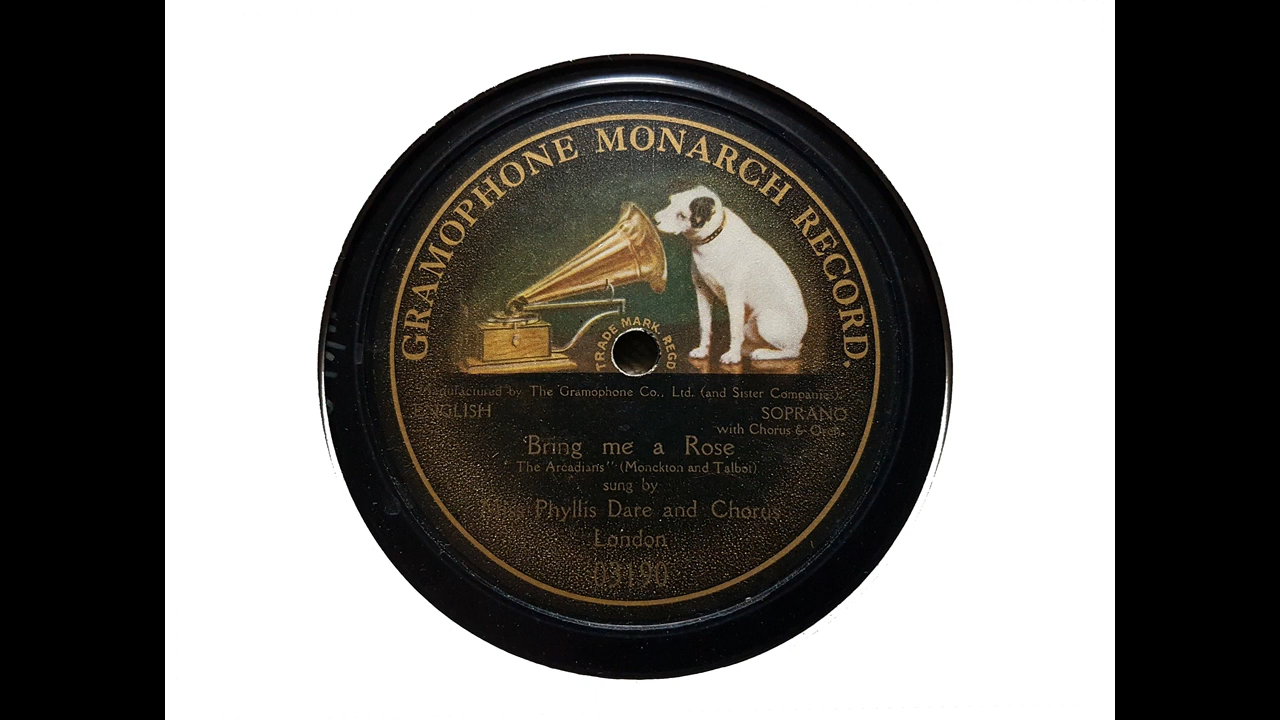 GRAMOPHONE MONARCH RECORD.
TRADE MARK. REGD
Manufactured by The Gramophone Co., Ltd. (and Sister Companies).
ENGLISH
SOPRANO
with Chorus & Orch.
Bring me a Rose
"The Arcadians" (Monckton and Talbot)
sung by
Phyllis Dare and Chorus
London
03190